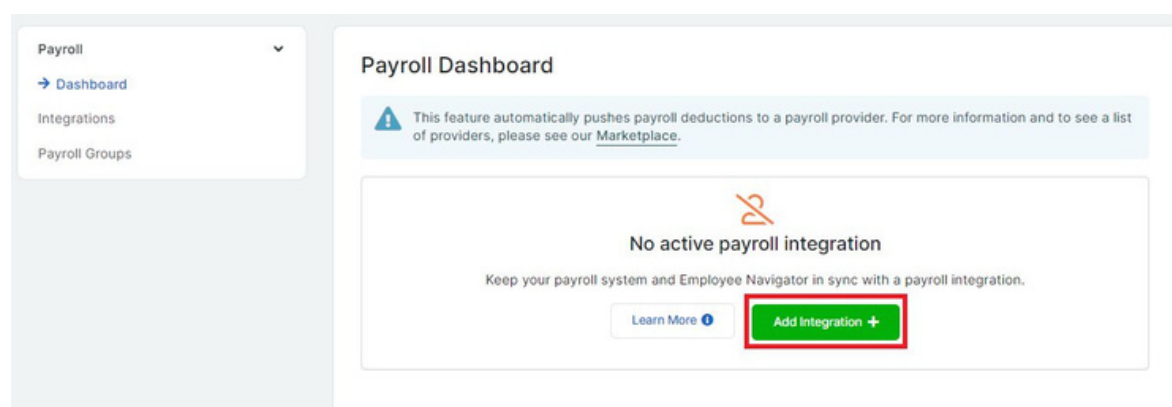 Payroll
Dashboard
Integrations
Payroll Groups
Payroll Dashboard
This feature automatically pushes payroll deductions to a payroll provider. For more information and to see a list
of providers, please see our Marketplace.
No active payroll integration
Keep your payroll system and Employee Navigator in sync with a payroll integration.
Learn More
Add Integration +